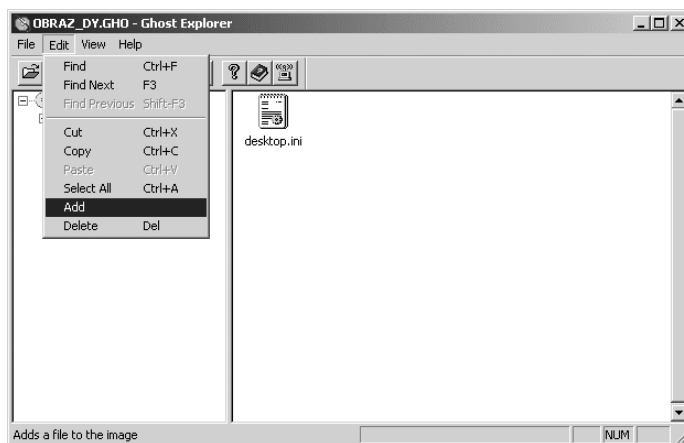 OBRAZ_DY.GHO - Ghost Explorer
File Edit View Help
Find Ctrl+F
Find Next F3
Find Previous Shift-F3
Cut Ctrl+X
Copy Ctrl+C
Paste Ctrl+V
Select All Ctrl+A
Add
Delete Del
desktop.ini
Adds a file to the image NUM